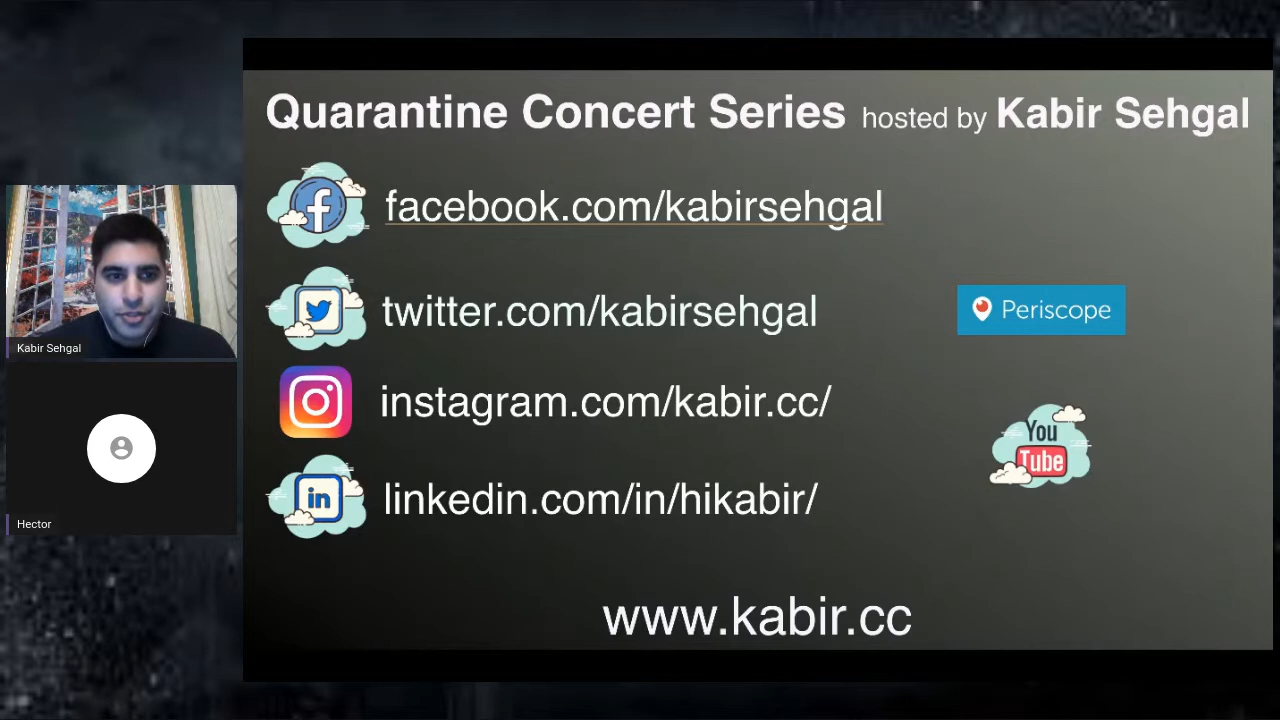 Quarantine Concert Series hosted by Kabir Sehgal
facebook.com/kabirsehgal
twitter.com/kabirsehgal
Periscope
instagram.com/kabir.cc/
You
Tube
linkedin.com/in/hikabir/
www.kabir.cc
Kabir Sehgal
Hector